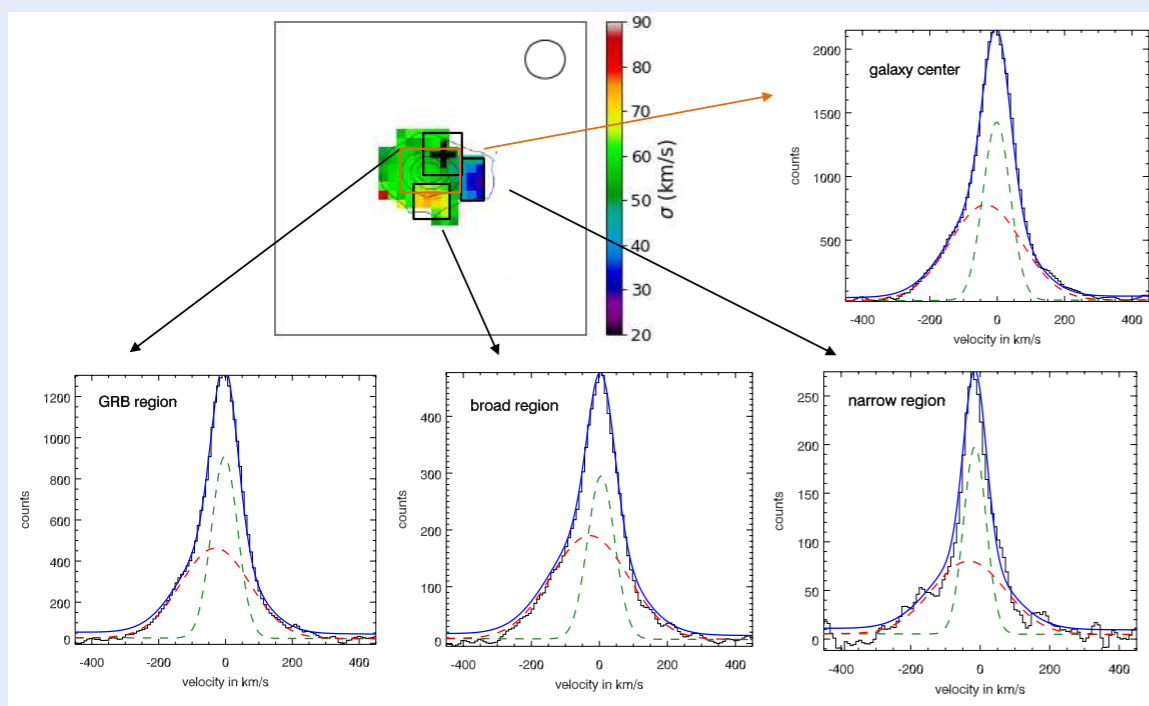 90
80
70
60
50
40
30
20
σ (km/s)
galaxy center
2000
1500
1000
500
counts
-400 -200 0 200 400
velocity in km/s
GRB region
1200
1000
800
600
400
200
0
counts
-400 -200 0 200 400
velocity in km/s
broad region
400
300
200
100
0
counts
-400 -200 0 200 400
velocity in km/s
narrow region
250
200
150
100
50
0
counts
-400 -200 0 200 400
velocity in km/s